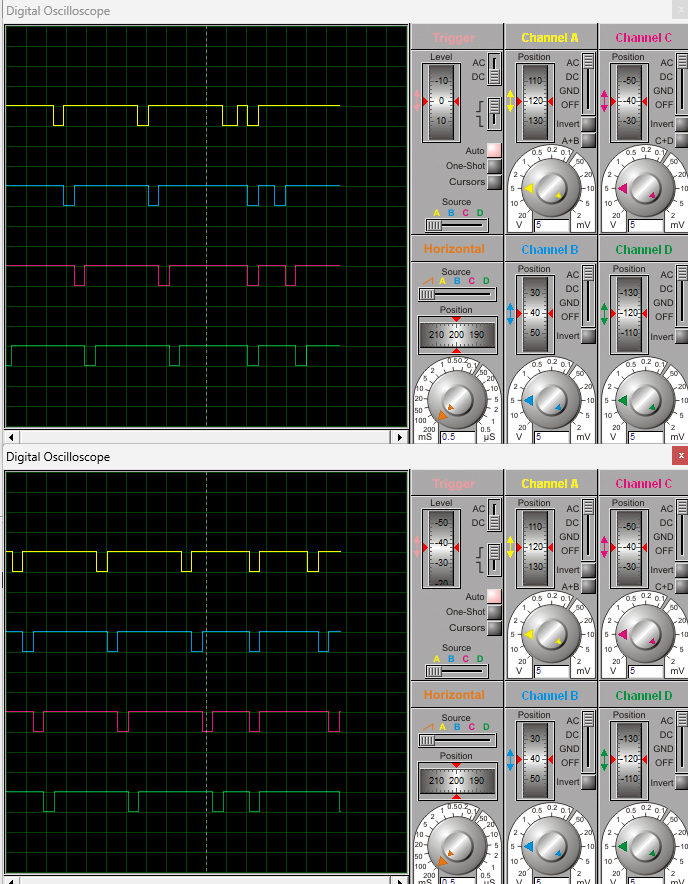 Digital Oscilloscope
Trigger
Level
-10
0
10
AC
DC
Auto
One-Shot
Cursors
Source
A B C D
Horizontal
Source
A B C D
Position
210 200 190
0.5
mS
µS
Channel A
Position
110
120
130
AC
DC
GND
OFF
Invert
A+B
5
V
mV
Channel C
Position
-50
-40
-30
AC
DC
GND
OFF
Invert
C+D
5
V
mV
Channel B
Position
30
40
50
AC
DC
GND
OFF
Invert
5
V
mV
Channel D
Position
-130
-120
-110
AC
DC
GND
OFF
Invert
5
V
mV
Digital Oscilloscope
x
Trigger
Level
-50
-40
-30
AC
DC
Auto
One-Shot
Cursors
Source
A B C D
Horizontal
Source
A B C D
Position
210 200 190
0.5
mS
µS
Channel A
Position
110
120
130
AC
DC
GND
OFF
Invert
A+B
5
V
mV
Channel C
Position
-50
-40
-30
AC
DC
GND
OFF
Invert
C+D
5
V
mV
Channel B
Position
30
40
50
AC
DC
GND
OFF
Invert
5
V
mV
Channel D
Position
-130
-120
-110
AC
DC
GND
OFF
Invert
5
V
mV